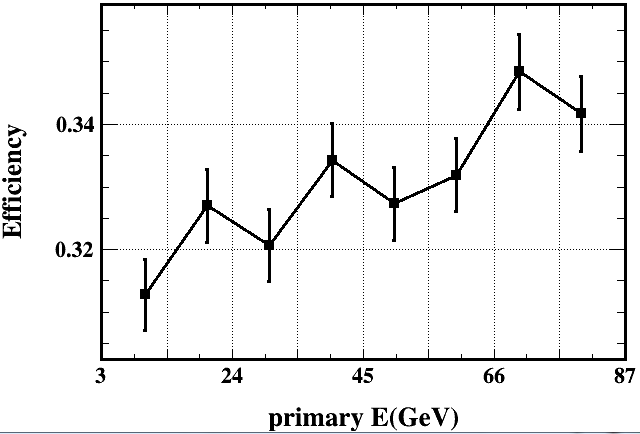 Efficiency
0.34
0.32
3 24 45 66 87
primary E(GeV)